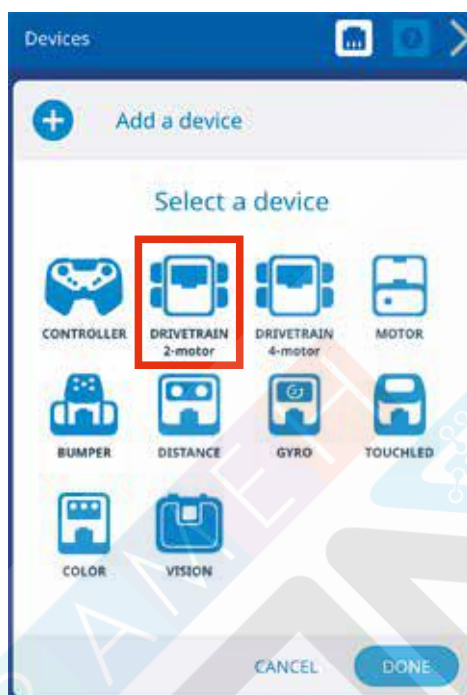 Devices
Add a device
Select a device
CONTROLLER DRIVETRAIN 2-motor DRIVETRAIN 4-motor MOTOR
BUMPER DISTANCE GYRO TOUCHLED
COLOR VISION
CANCEL DONE